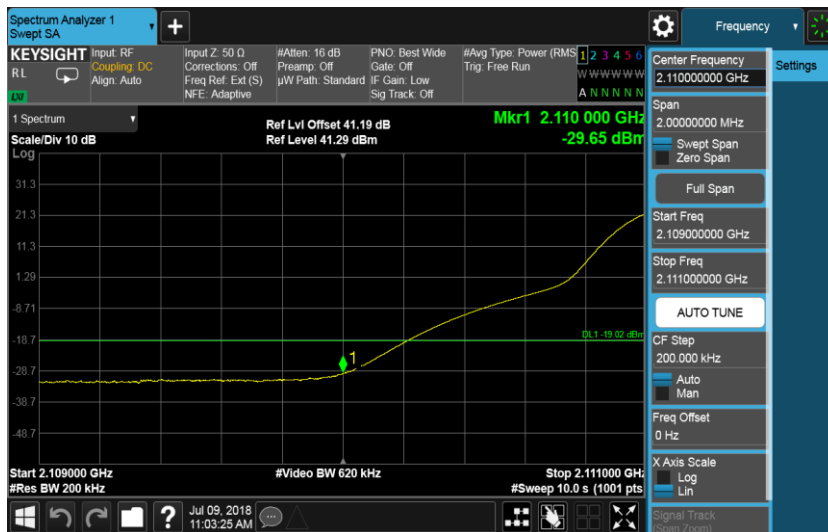 Spectrum Analyzer 1
Swept SA
Frequency
KEYSIGHT
RL
LXI
Input: RF
Coupling: DC
Align: Auto
Input Z: 50 Ω
Corrections: Off
Freq Ref: Ext (S)
NFE: Adaptive
#Atten: 16 dB
Preamp: Off
µW Path: Standard
PNO: Best Wide
Gate: Off
IF Gain: Low
Sig Track: Off
#Avg Type: Power (RMS
Trig: Free Run
1 2 3 4 5 6
W W W W W W
A N N N N N
1 Spectrum
Scale/Div 10 dB
Log
Ref Lvl Offset 41.19 dB
Ref Level 41.29 dBm
Mkr1 2.110 000 GHz
-29.65 dBm
31.3
21.3
11.3
1.29
-8.71
-18.7
-28.7
-38.7
-48.7
DL1 -19.02 dBm
1
Start 2.109000 GHz
#Res BW 200 kHz
#Video BW 620 kHz
Stop 2.111000 GHz
#Sweep 10.0 s (1001 pts
?
Jul 09, 2018
11:03:25 AM
Center Frequency
2.110000000 GHz
Settings
Span
2.00000000 MHz
Swept Span
Zero Span
Full Span
Start Freq
2.109000000 GHz
Stop Freq
2.111000000 GHz
AUTO TUNE
CF Step
200.000 kHz
Auto
Man
Freq Offset
0 Hz
X Axis Scale
Log
Lin
Signal Track
(Span Zoom)